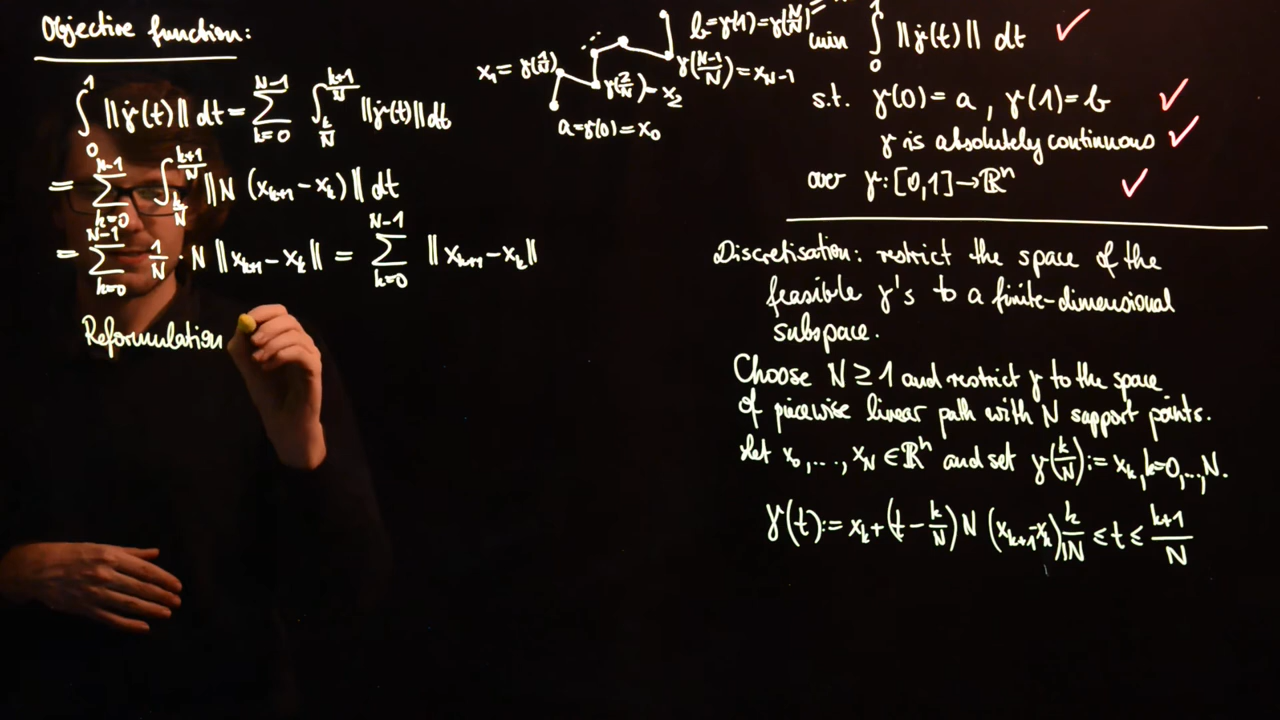 Objective function:
∫₀¹ ‖γ̇(t)‖ dt = ∑_{k=0}^{N-1} ∫_{k/N}^{(k+1)/N} ‖γ̇(t)‖ dt
= ∑_{k=0}^{N-1} ∫_{k/N}^{(k+1)/N} ‖N (x_{k+1} - x_k)‖ dt
= ∑_{k=0}^{N-1} 1/N · N ‖x_{k+1} - x_k‖ = ∑_{k=0}^{N-1} ‖x_{k+1} - x_k‖
Reformulation
b = γ(1) = γ(N/N) =
x₁ = γ(1/N)
γ(2/N) - x₂
γ((N-1)/N) = x_{N-1}
a = γ(0) = x₀
min ∫₀¹ ‖γ̇(t)‖ dt ✓
s.t. γ(0) = a , γ(1) = b ✓
γ is absolutely continuous ✓
over γ: [0,1] → ℝⁿ ✓
Discretisation: restrict the space of the
feasible γ's to a finite-dimensional
subspace.
Choose N ≥ 1 and restrict γ to the space
of piecewise linear path with N support points.
Let x₀, ..., x_N ∈ ℝⁿ and set γ(k/N) := x_k, k=0,...,N.
γ(t) := x_k + (t - k/N) N (x_{k+1} - x_k) k/N ≤ t ≤ (k+1)/N